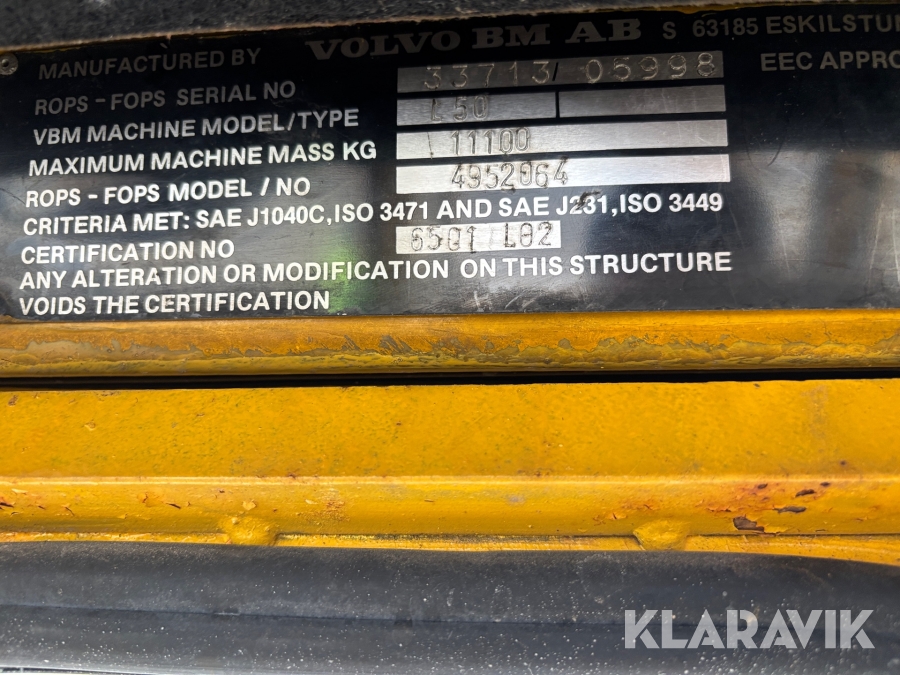 MANUFACTURED BY VOLVO BM AB S 63185 ESKILSTUN
ROPS - FOPS SERIAL NO 33713/05998 EEC APPRO
VBM MACHINE MODEL/TYPE L50
MAXIMUM MACHINE MASS KG 11100
ROPS - FOPS MODEL / NO 4952064
CRITERIA MET: SAE J1040C, ISO 3471 AND SAE J231, ISO 3449
CERTIFICATION NO 6501/L02
ANY ALTERATION OR MODIFICATION ON THIS STRUCTURE
VOIDS THE CERTIFICATION
KLARAVIK